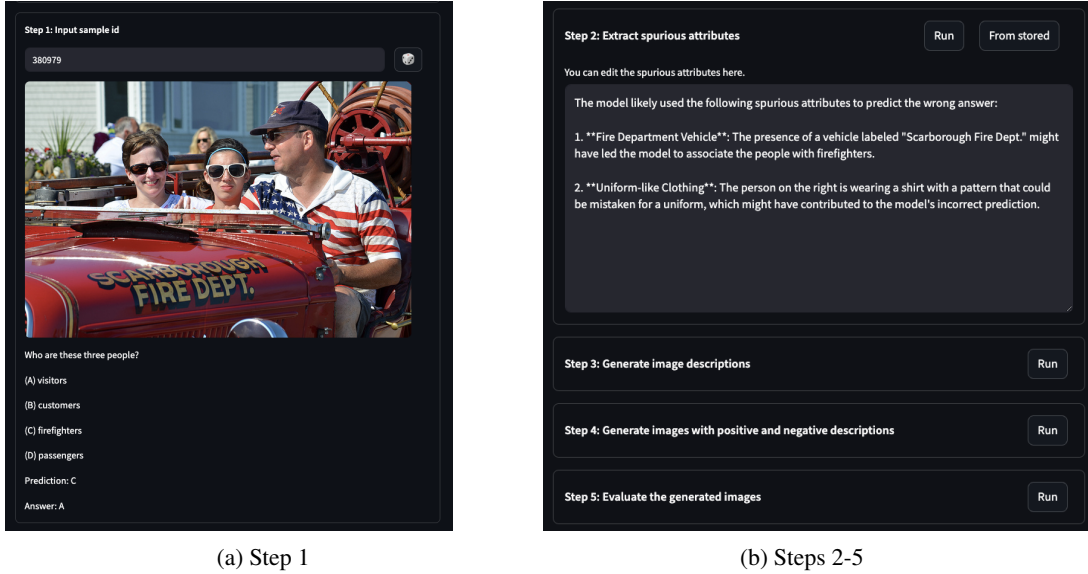 Step 1: Input sample id
380979
SCARBOROUGH
FIRE DEPT.
Who are these three people?
(A) visitors
(B) customers
(C) firefighters
(D) passengers
Prediction: C
Answer: A
(a) Step 1
Step 2: Extract spurious attributes
Run
From stored
You can edit the spurious attributes here.
The model likely used the following spurious attributes to predict the wrong answer:
1. **Fire Department Vehicle**: The presence of a vehicle labeled "Scarborough Fire Dept." might
have led the model to associate the people with firefighters.
2. **Uniform-like Clothing**: The person on the right is wearing a shirt with a pattern that could
be mistaken for a uniform, which might have contributed to the model's incorrect prediction.
Step 3: Generate image descriptions
Run
Step 4: Generate images with positive and negative descriptions
Run
Step 5: Evaluate the generated images
Run
(b) Steps 2-5